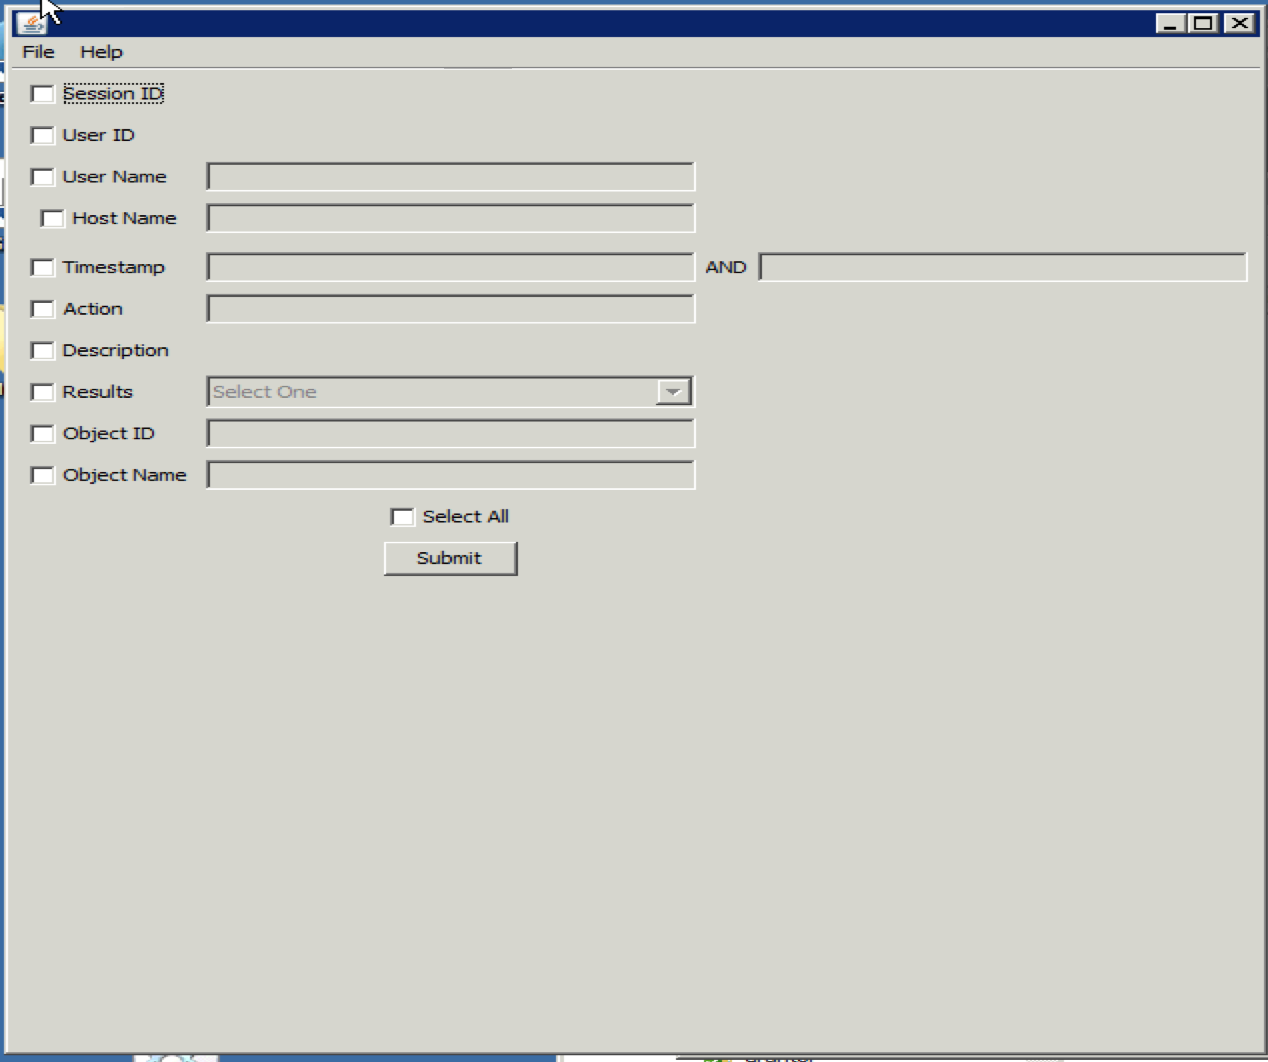 File Help
Session ID
User ID
User Name
Host Name
Timestamp AND
Action
Description
Results Select One
Object ID
Object Name
Select All
Submit